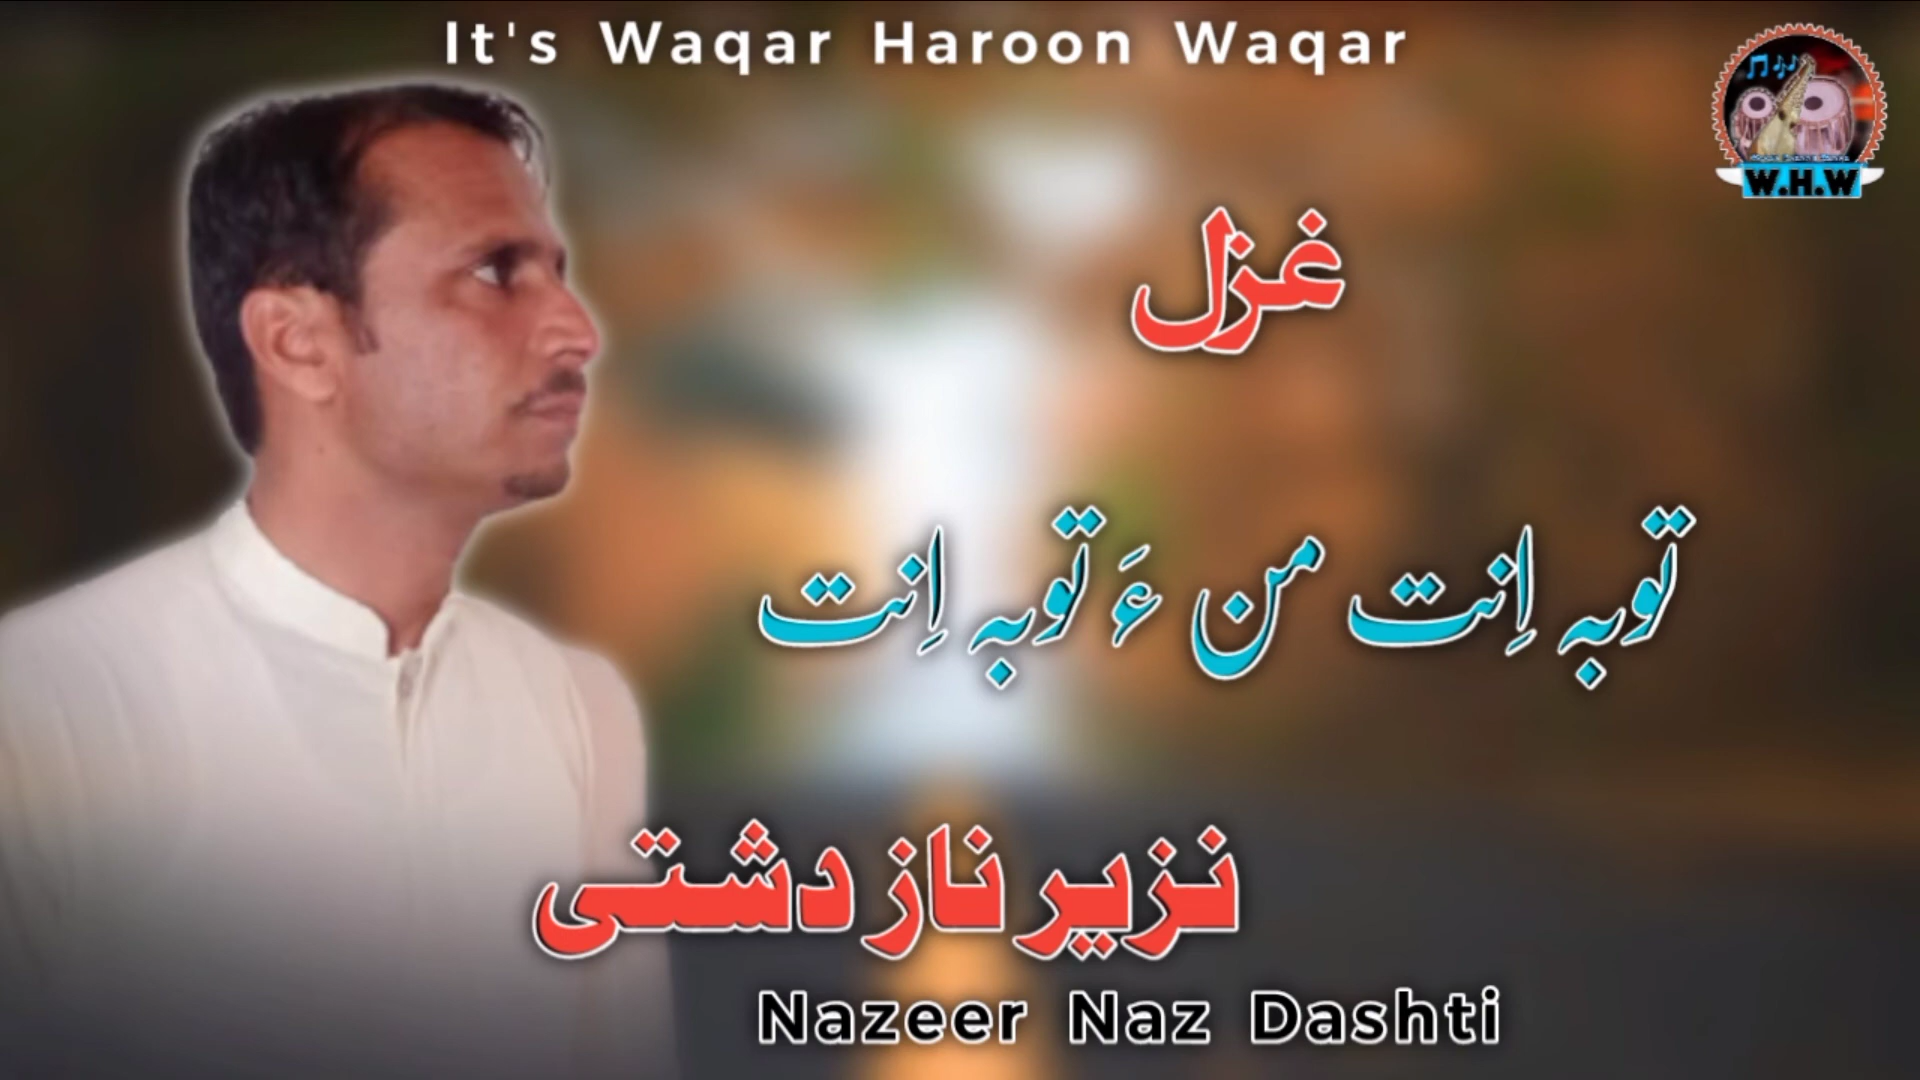 It's Waqar Haroon Waqar
W.H.W
غزل
توبہ اِنت من ءَ توبہ اِنت
نزیر ناز دشتی
Nazeer Naz Dashti